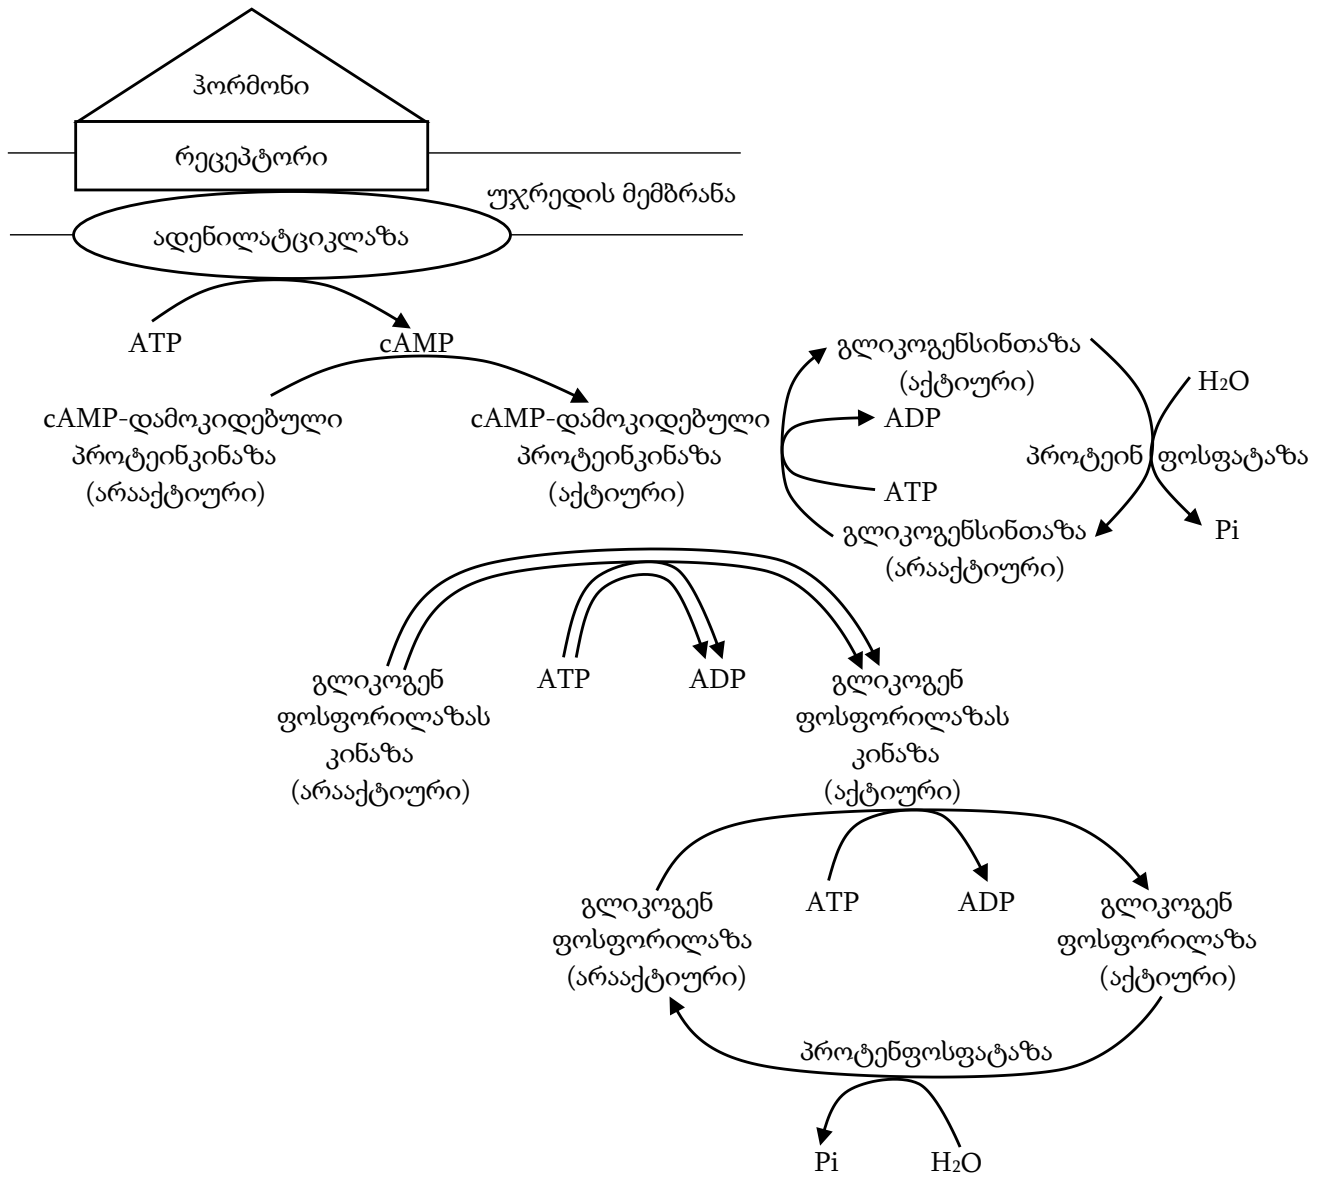 ჰორმონი
რეცეპტორი
უჯრედის მემბრანა
ადენილატციკლაზა
ATP
cAMP
cAMP-დამოკიდებული
პროტეინკინაზა
(არააქტიური)
cAMP-დამოკიდებული
პროტეინკინაზა
(აქტიური)
გლიკოგენსინთაზა
(აქტიური)
H₂O
ADP
პროტეინ ფოსფატაზა
ATP
Pi
გლიკოგენსინთაზა
(არააქტიური)
გლიკოგენ
ფოსფორილაზას
კინაზა
(არააქტიური)
ATP
ADP
გლიკოგენ
ფოსფორილაზას
კინაზა
(აქტიური)
გლიკოგენ
ფოსფორილაზა
(არააქტიური)
ATP
ADP
გლიკოგენ
ფოსფორილაზა
(აქტიური)
პროტენფოსფატაზა
Pi
H₂O